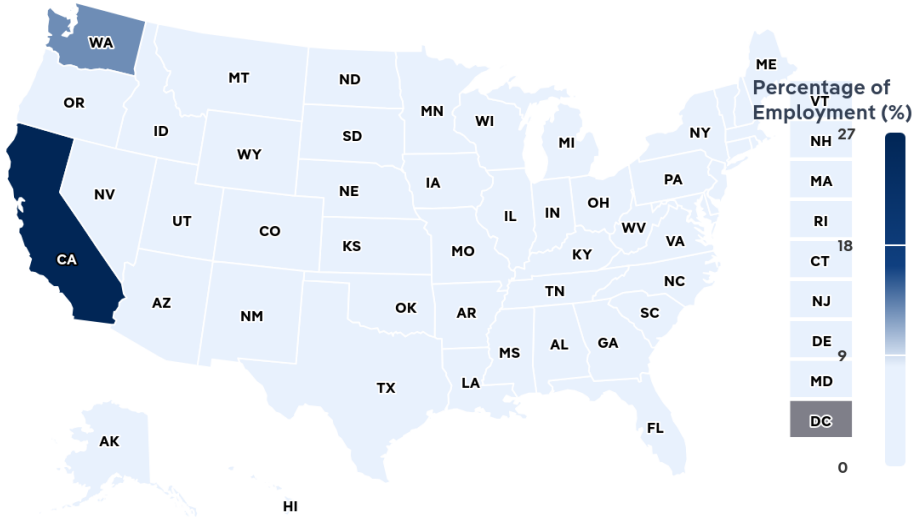 WA
ME
Percentage of
Employment (%)
MT
ND
VT
OR
MN
WI
NY
27
ID
SD
MI
NH
WY
PA
MA
NV
NE
IA
OH
UT
IL
IN
RI
CO
WV
KS
MO
KY
VA
18
CA
CT
NC
TN
AZ
NM
OK
AR
SC
NJ
MS
AL
GA
DE
9
TX
LA
MD
AK
FL
DC
0
HI